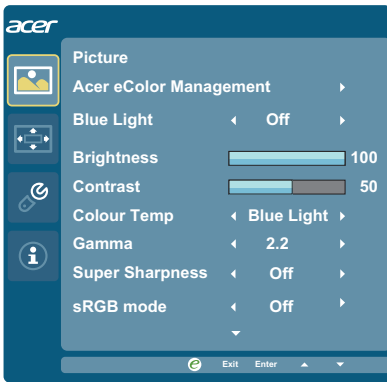 acer
Picture
Acer eColor Management
Blue Light Off
Brightness 100
Contrast 50
Colour Temp Blue Light
Gamma 2.2
Super Sharpness Off
sRGB mode Off
e Exit Enter